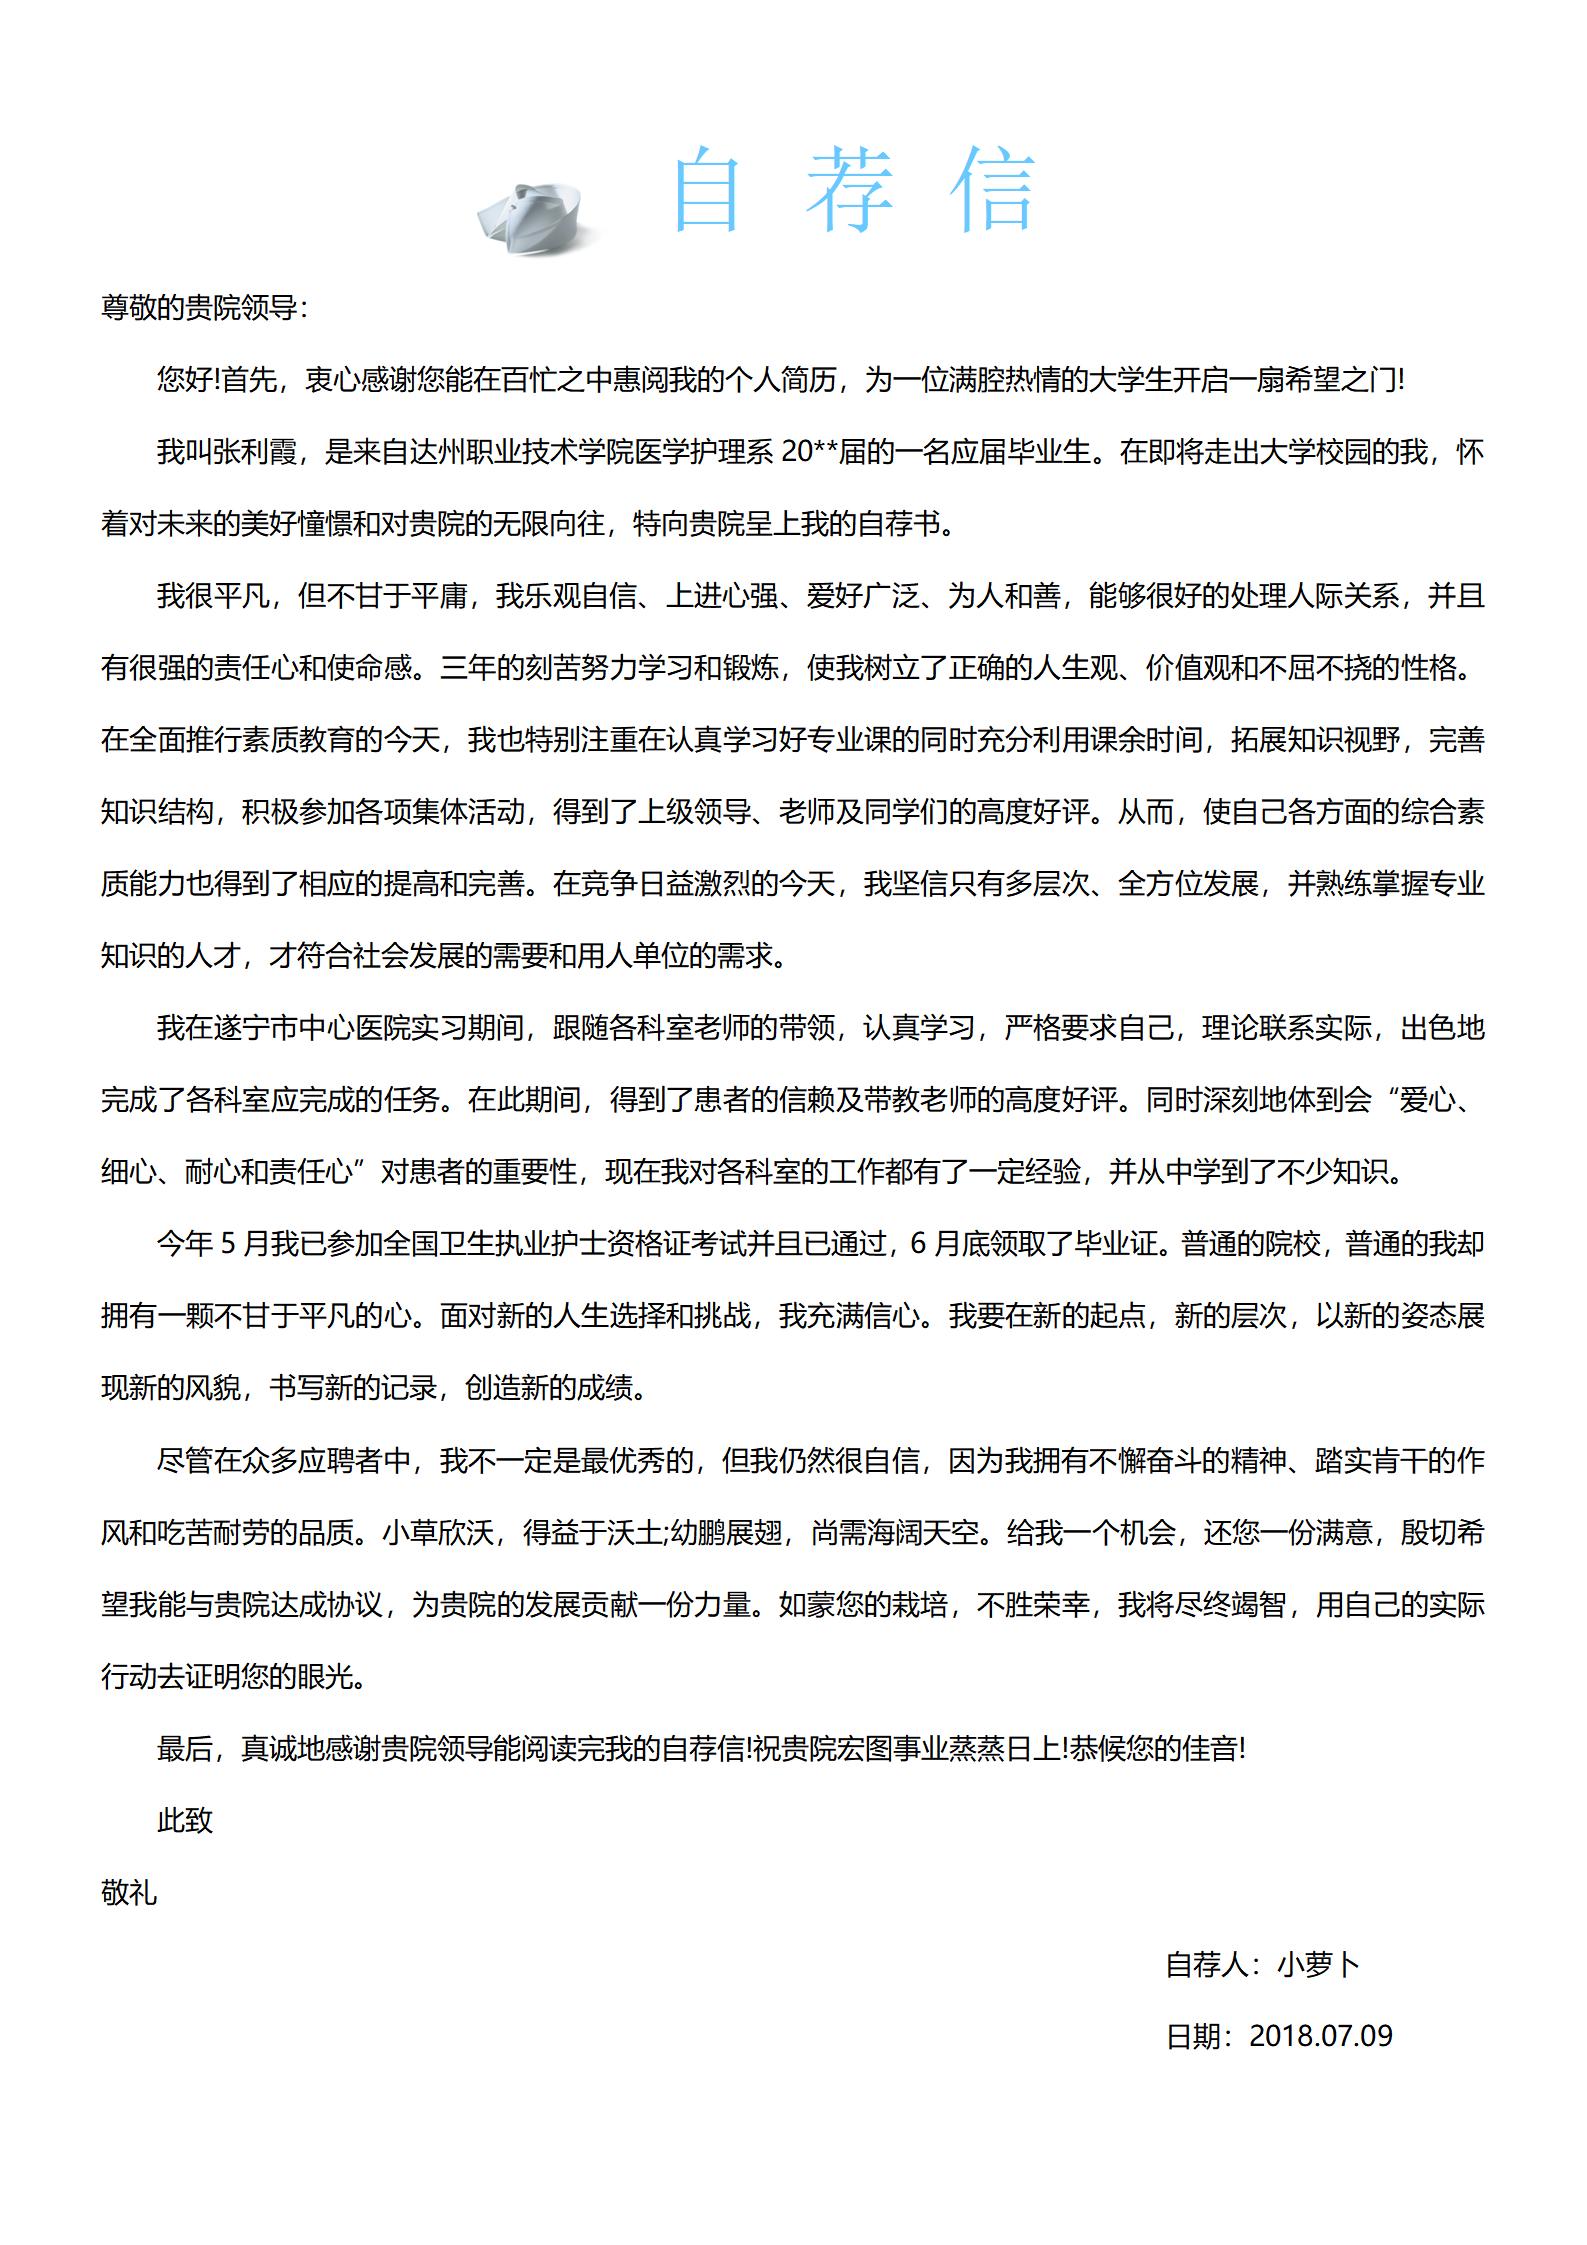 自荐信
尊敬的贵院领导：
您好!首先，衷心感谢您能在百忙之中惠阅我的个人简历，为一位满腔热情的大学生开启一扇希望之门!
我叫张利霞，是来自达州职业技术学院医学护理系 20**届的一名应届毕业生。在即将走出大学校园的我，怀
着对未来的美好憧憬和对贵院的无限向往，特向贵院呈上我的自荐书。
我很平凡，但不甘于平庸，我乐观自信、上进心强、爱好广泛、为人和善，能够很好的处理人际关系，并且
有很强的责任心和使命感。三年的刻苦努力学习和锻炼，使我树立了正确的人生观、价值观和不屈不挠的性格。
在全面推行素质教育的今天，我也特别注重在认真学习好专业课的同时充分利用课余时间，拓展知识视野，完善
知识结构，积极参加各项集体活动，得到了上级领导、老师及同学们的高度好评。从而，使自己各方面的综合素
质能力也得到了相应的提高和完善。在竞争日益激烈的今天，我坚信只有多层次、全方位发展，并熟练掌握专业
知识的人才，才符合社会发展的需要和用人单位的需求。
我在遂宁市中心医院实习期间，跟随各科室老师的带领，认真学习，严格要求自己，理论联系实际，出色地
完成了各科室应完成的任务。在此期间，得到了患者的信赖及带教老师的高度好评。同时深刻地体到会“爱心、
细心、耐心和责任心”对患者的重要性，现在我对各科室的工作都有了一定经验，并从中学到了不少知识。
今年 5 月我已参加全国卫生执业护士资格证考试并且已通过，6 月底领取了毕业证。普通的院校，普通的我却
拥有一颗不甘于平凡的心。面对新的人生选择和挑战，我充满信心。我要在新的起点，新的层次，以新的姿态展
现新的风貌，书写新的记录，创造新的成绩。
尽管在众多应聘者中，我不一定是最优秀的，但我仍然很自信，因为我拥有不懈奋斗的精神、踏实肯干的作
风和吃苦耐劳的品质。小草欣沃，得益于沃土;幼鹏展翅，尚需海阔天空。给我一个机会，还您一份满意，殷切希
望我能与贵院达成协议，为贵院的发展贡献一份力量。如蒙您的栽培，不胜荣幸，我将尽终竭智，用自己的实际
行动去证明您的眼光。
最后，真诚地感谢贵院领导能阅读完我的自荐信!祝贵院宏图事业蒸蒸日上!恭候您的佳音!
此致
敬礼
自荐人：小萝卜
日期：2018.07.09